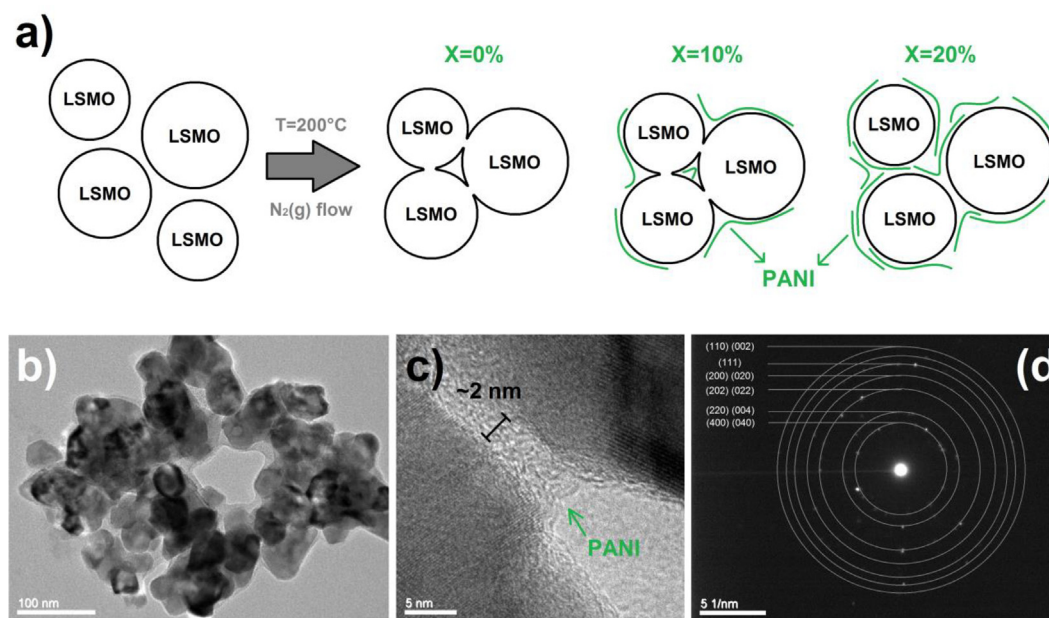 a)
X=0%
X=10%
X=20%
LSMO
LSMO
LSMO
LSMO
T=200°C
N₂(g) flow
LSMO
LSMO
LSMO
LSMO
LSMO
LSMO
LSMO
LSMO
LSMO
PANI
b)
100 nm
c)
~2 nm
PANI
5 nm
(d
(110) (002)
(111)
(200) (020)
(202) (022)
(220) (004)
(400) (040)
5 1/nm